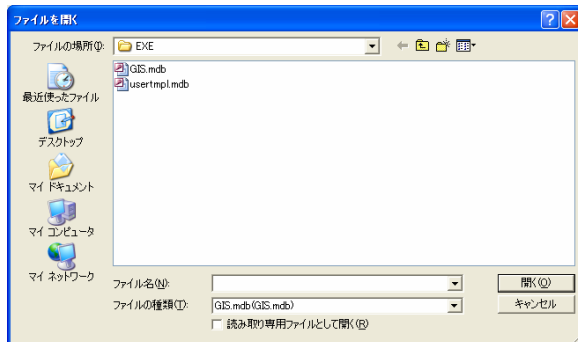 ファイルを開く
ファイルの場所(I):
EXE
GIS.mdb
usertmpl.mdb
最近使ったファイル
デスクトップ
マイ ドキュメント
マイ コンピュータ
マイ ネットワーク
ファイル名(N):
開く(O)
ファイルの種類(T):
GIS.mdb(GIS.mdb)
キャンセル
読み取り専用ファイルとして開く(R)